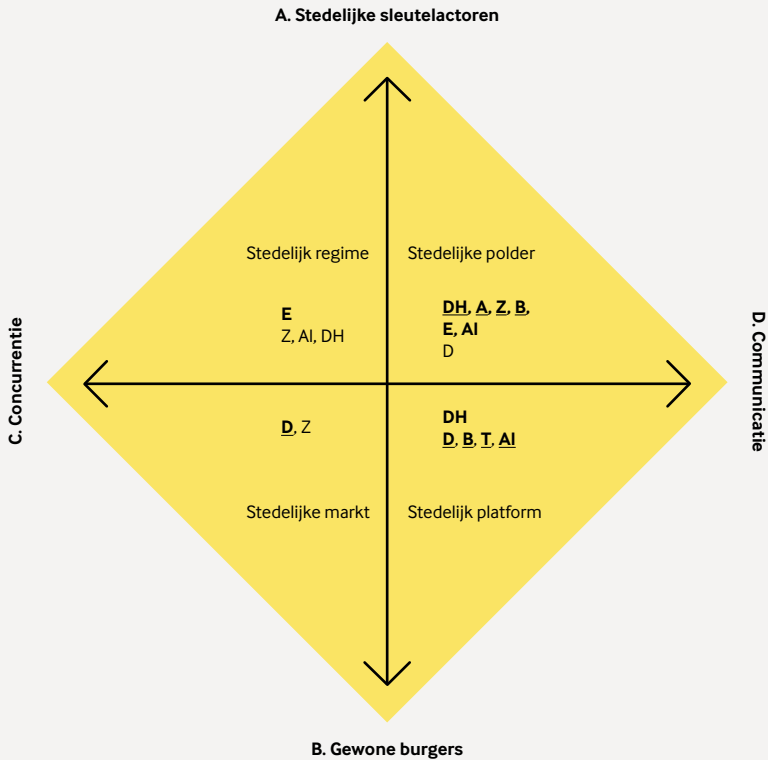 A. Stedelijke sleutelactoren
Stedelijk regime
Stedelijke polder
E
Z, AI, DH
DH, A, Z, B,
E, AI
D
C. Concurrentie
D. Communicatie
D, Z
DH
D, B, T, AI
Stedelijke markt
Stedelijk platform
B. Gewone burgers